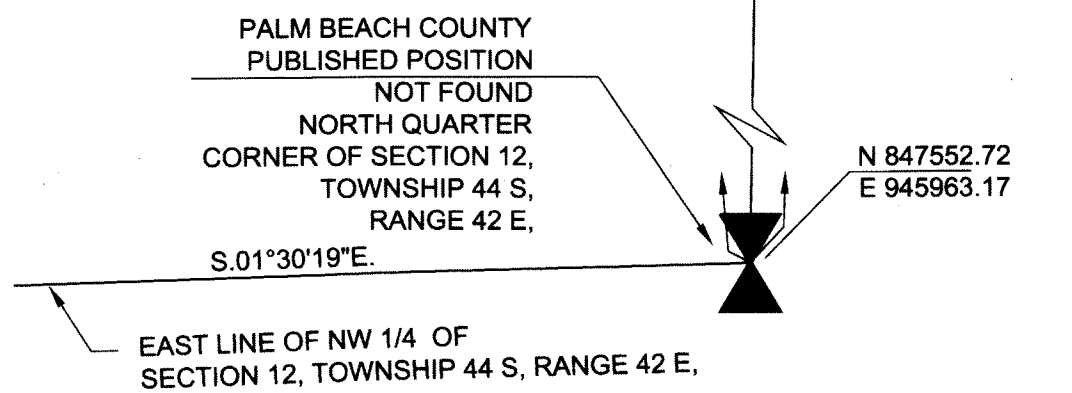 PALM BEACH COUNTY
PUBLISHED POSITION
NOT FOUND
NORTH QUARTER
CORNER OF SECTION 12,
TOWNSHIP 44 S,
RANGE 42 E,
N 847552.72
E 945963.17
S.01°30'19"E.
EAST LINE OF NW 1/4 OF
SECTION 12, TOWNSHIP 44 S, RANGE 42 E,